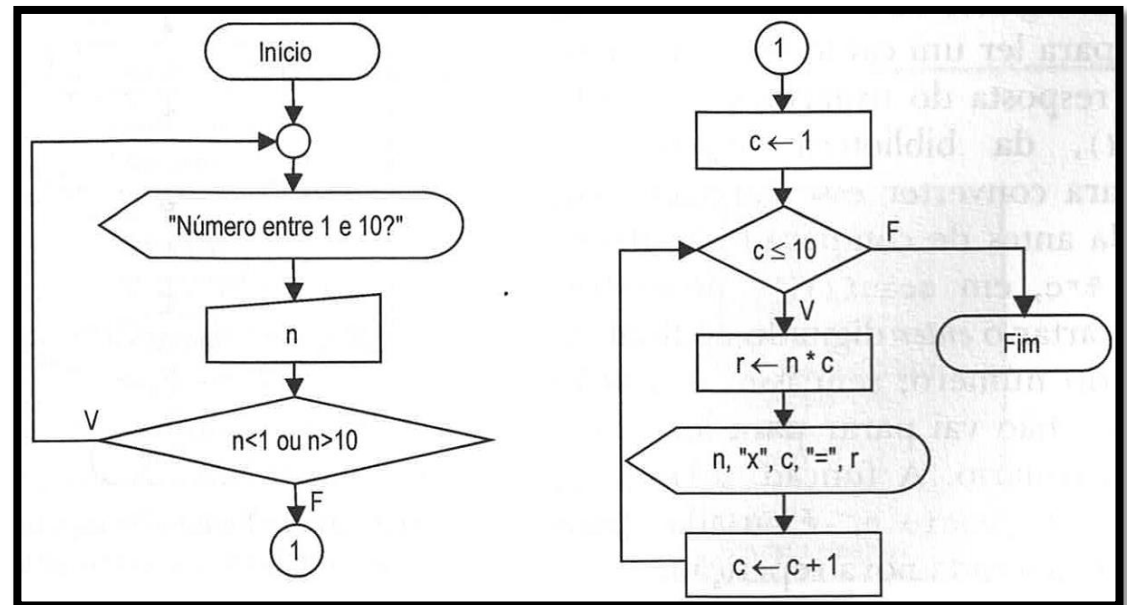 Início
"Número entre 1 e 10?"
n
n<1 ou n>10
V
F
1
1
c ← 1
c ≤ 10
F
V
r ← n * c
n, "x", c, "=", r
c ← c + 1
Fim